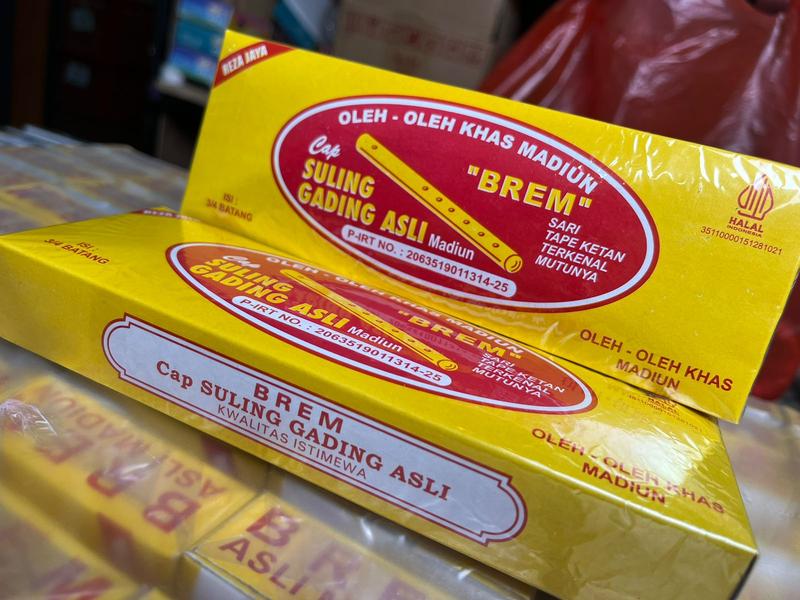 REZA JAYA
OLEH - OLEH KHAS MADIUN
Cap
SULING
GADING ASLI
Madiun
"BREM"
SARI
TAPE KETAN
TERKENAL
MUTUNYA
P-IRT NO. : 2063519011314-25
ISI :
3/4 BATANG
HALAL
INDONESIA
35110000151281021
OLEH - OLEH KHAS
MADIUN
ISI :
3/4 BATANG
OLEH - OLEH KHAS MADIUN
Cap
SULING
GADING ASLI
Madiun
"BREM"
SARI
TAPE KETAN
TERKENAL
MUTUNYA
P-IRT NO. : 2063519011314-25
OLEH - OLEH KHAS
MADIUN
BREM
Cap SULING GADING ASLI
KWALITAS ISTIMEWA